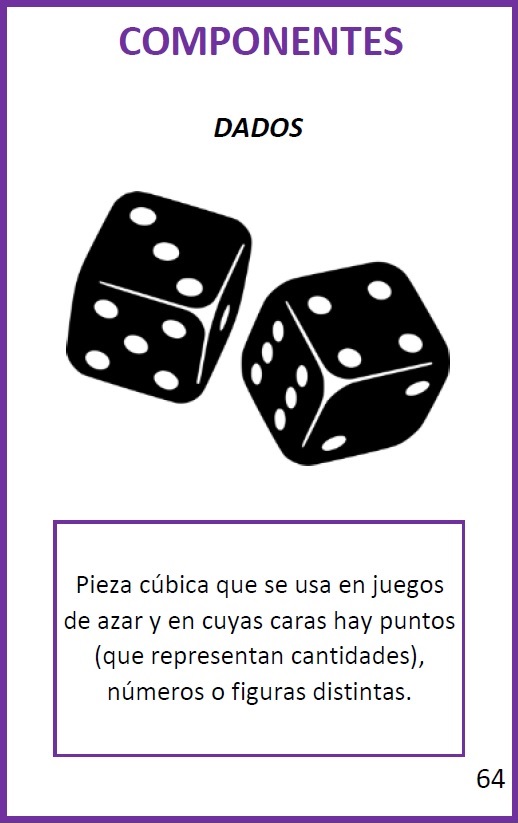 COMPONENTES
DADOS
Pieza cúbica que se usa en juegos
de azar y en cuyas caras hay puntos
(que representan cantidades),
números o figuras distintas.
64